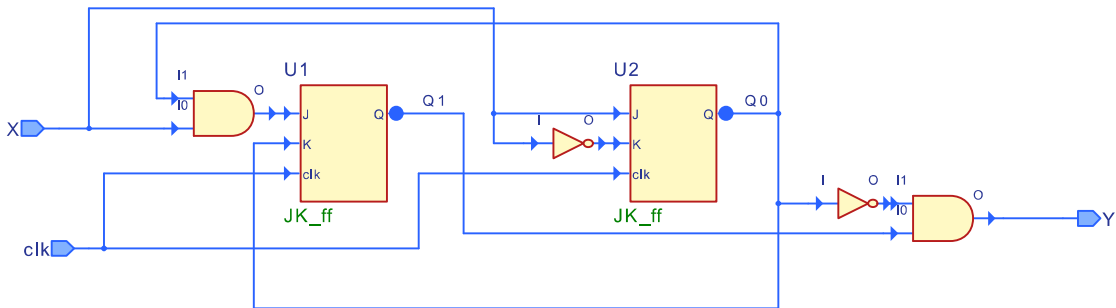 U1
U2
I1
O
I0
J
Q
Q1
K
clk
JK_ff
X
I
O
J
Q
Q0
K
clk
JK_ff
I
O
I1
I0
O
Y
clk